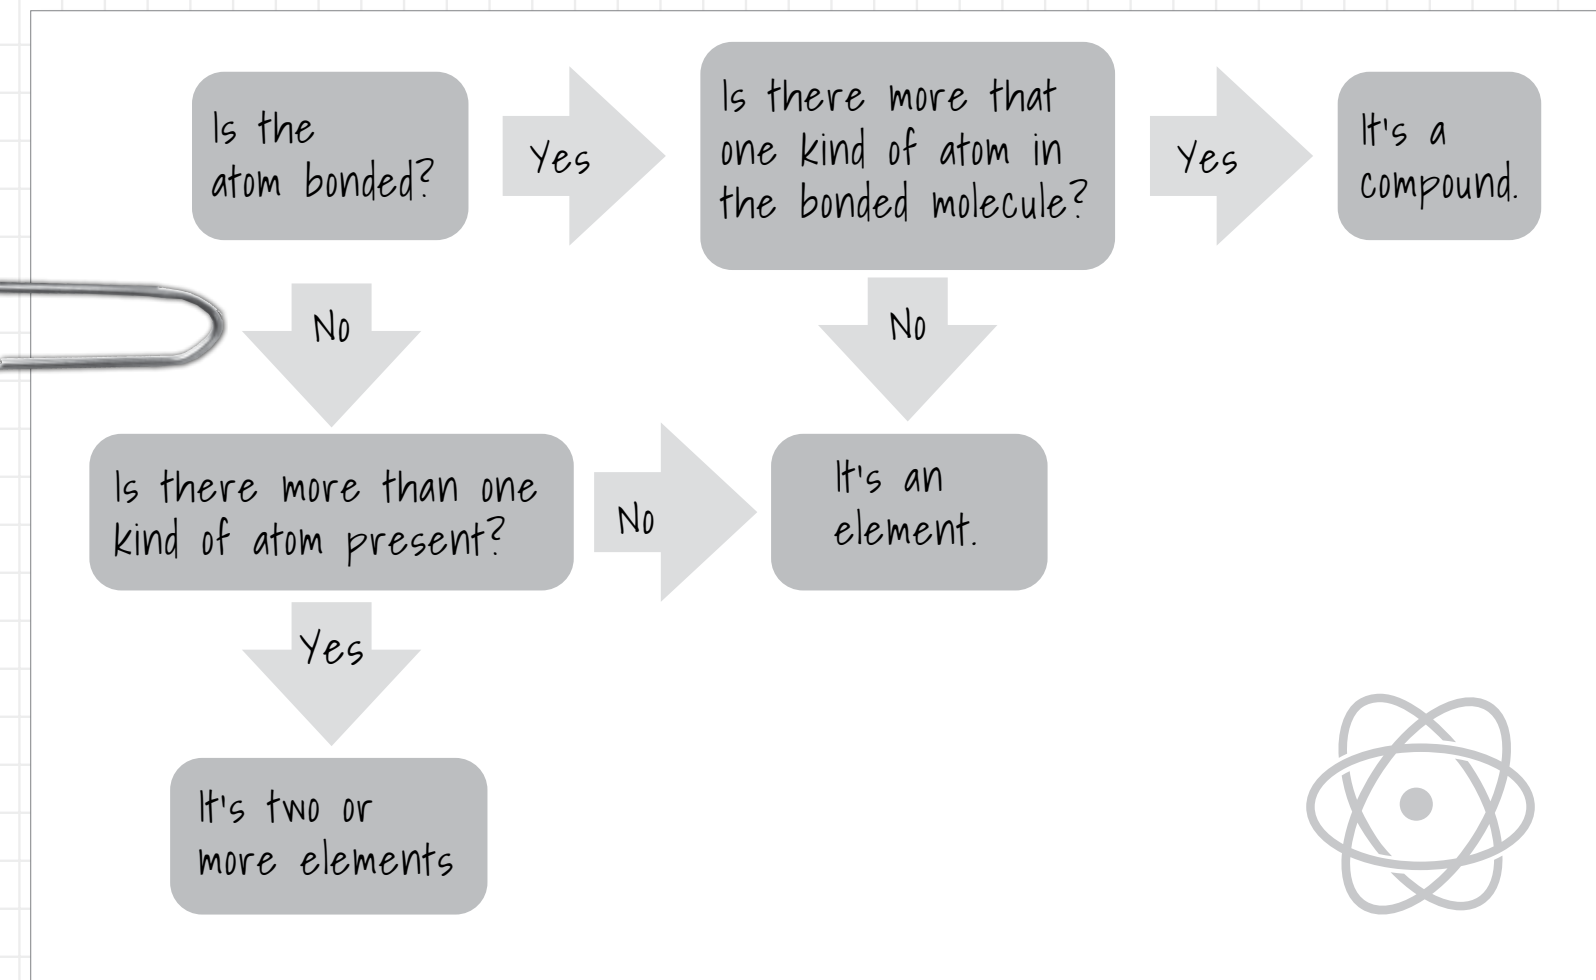 Is the
atom bonded?
Yes
Is there more that
one kind of atom in
the bonded molecule?
Yes
It's a
compound.
No
No
Is there more than one
kind of atom present?
No
It's an
element.
Yes
It's two or
more elements